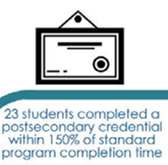 23 students completed a
postsecondary credential
within 150% of standard
program completion time